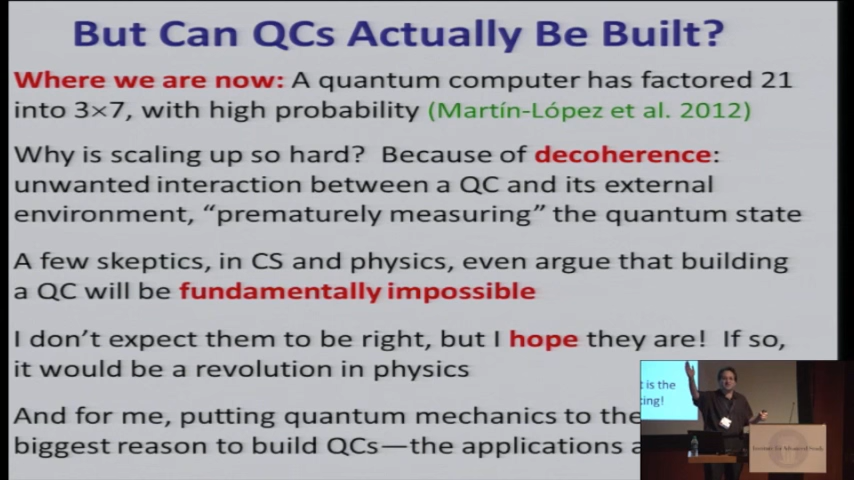 But Can QCs Actually Be Built?
Where we are now: A quantum computer has factored 21
into 3×7, with high probability (Martín-López et al. 2012)
Why is scaling up so hard? Because of decoherence:
unwanted interaction between a QC and its external
environment, “prematurely measuring” the quantum state
A few skeptics, in CS and physics, even argue that building
a QC will be fundamentally impossible
I don’t expect them to be right, but I hope they are! If so,
it would be a revolution in physics
And for me, putting quantum mechanics to the
biggest reason to build QCs—the applications a
t is the
ing!
Institute for Advanced Study